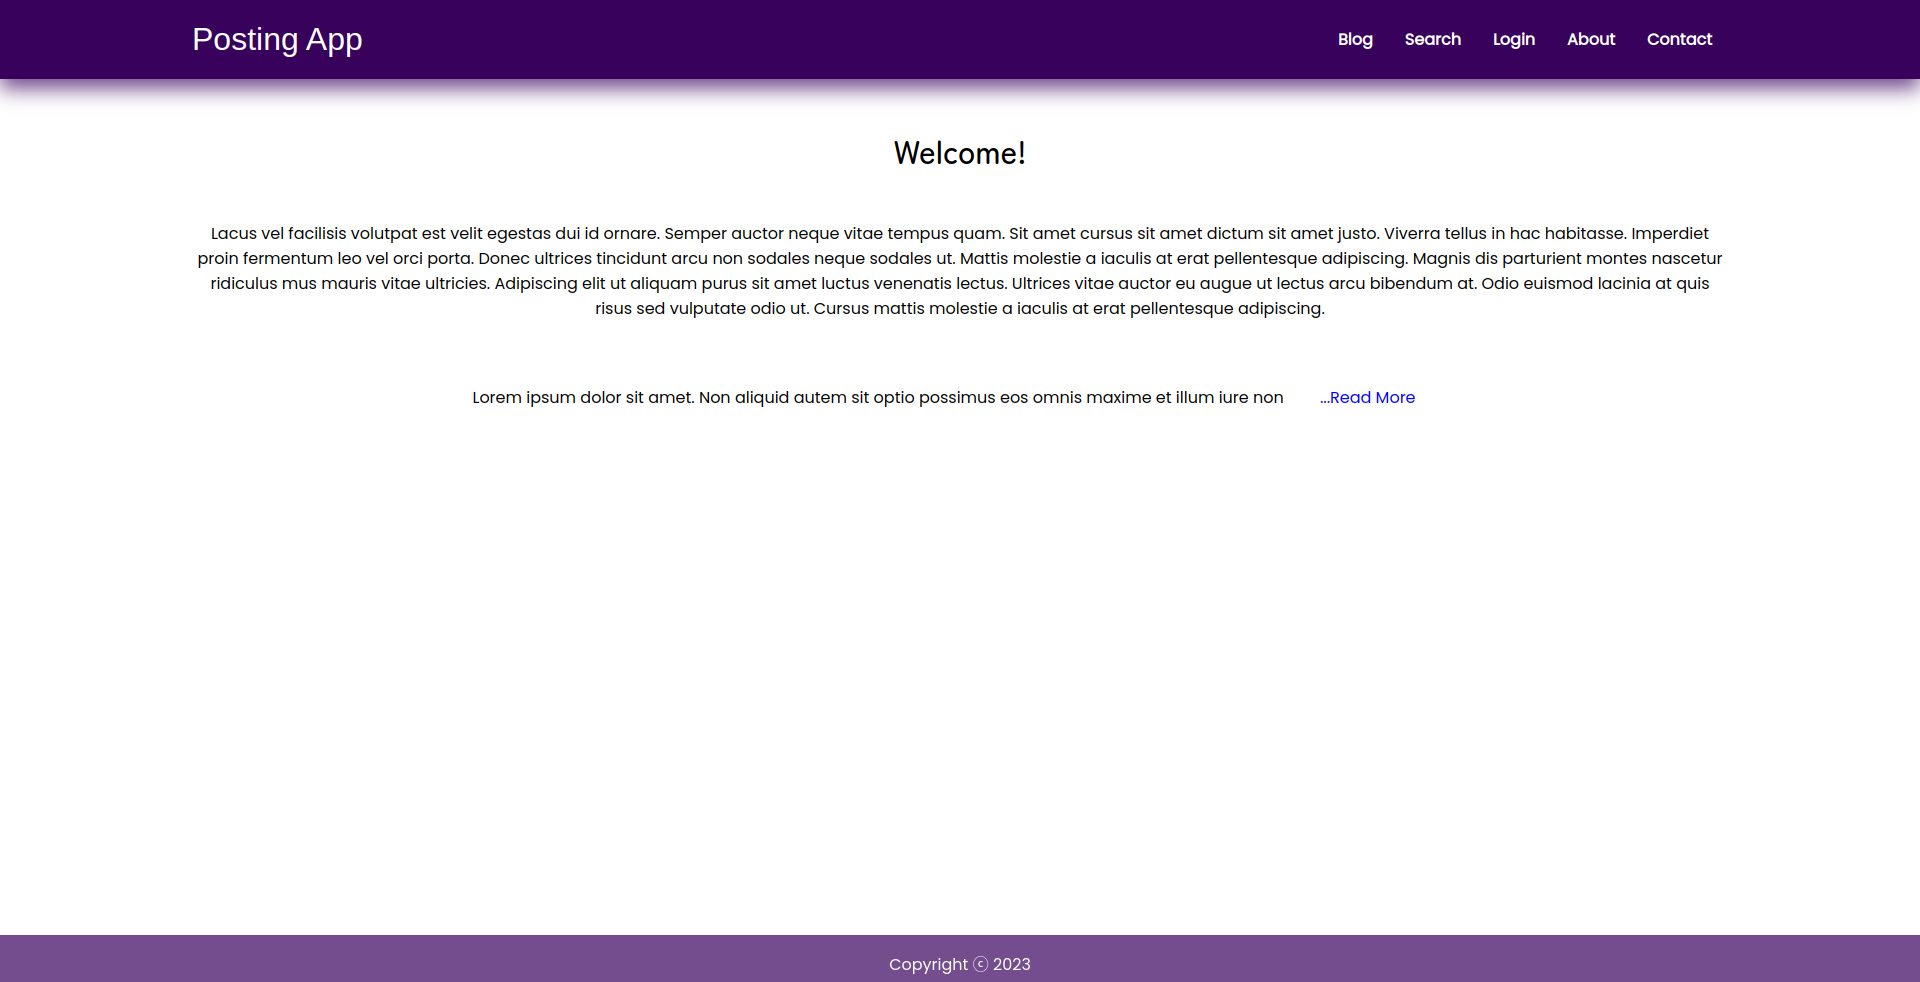 Posting App
Blog Search Login About Contact
Welcome!
Lacus vel facilisis volutpat est velit egestas dui id ornare. Semper auctor neque vitae tempus quam. Sit amet cursus sit amet dictum sit amet justo. Viverra tellus in hac habitasse. Imperdiet
proin fermentum leo vel orci porta. Donec ultrices tincidunt arcu non sodales neque sodales ut. Mattis molestie a iaculis at erat pellentesque adipiscing. Magnis dis parturient montes nascetur
ridiculus mus mauris vitae ultricies. Adipiscing elit ut aliquam purus sit amet luctus venenatis lectus. Ultrices vitae auctor eu augue ut lectus arcu bibendum at. Odio euismod lacinia at quis
risus sed vulputate odio ut. Cursus mattis molestie a iaculis at erat pellentesque adipiscing.
Lorem ipsum dolor sit amet. Non aliquid autem sit optio possimus eos omnis maxime et illum iure non ...Read More
Copyright ⓒ 2023